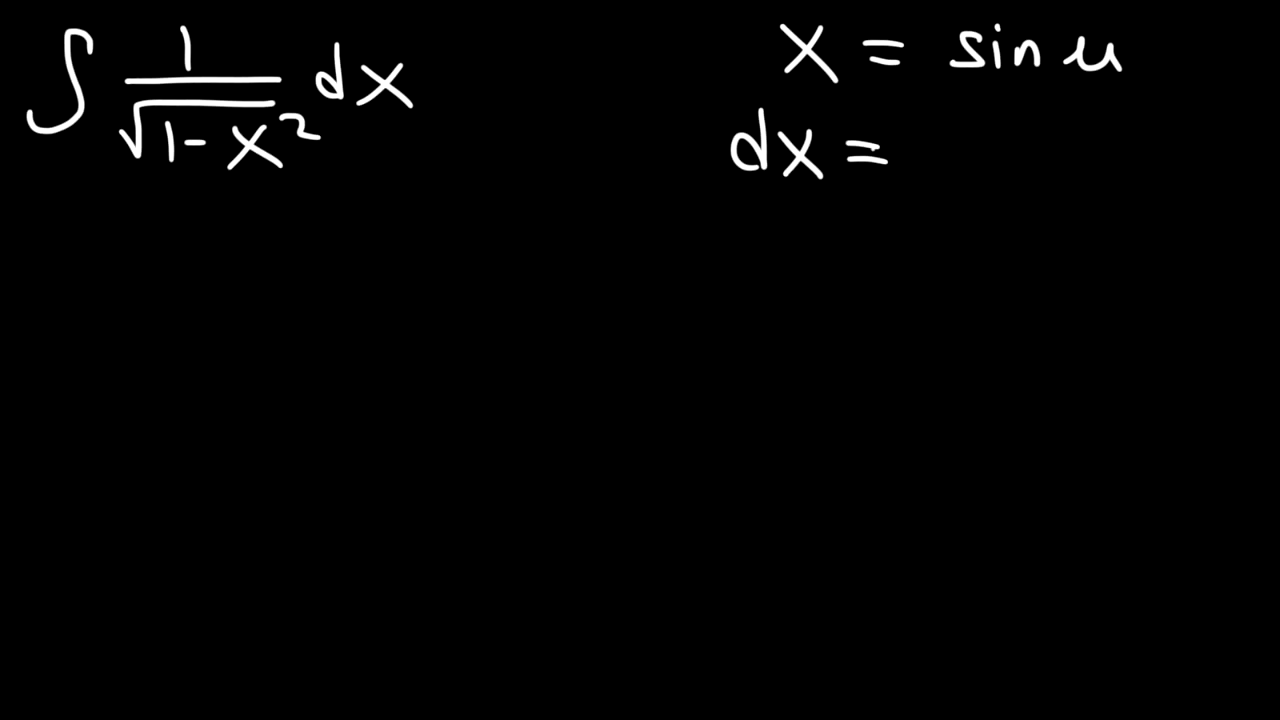 ∫ 1/√(1-x²) dx
x = sin u
dx =